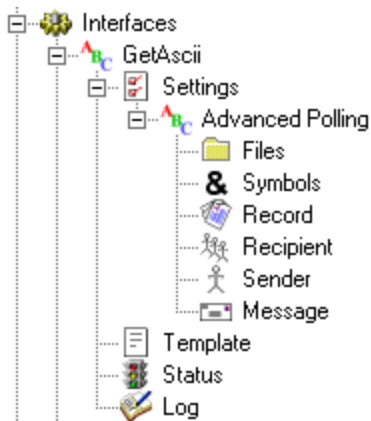 Interfaces
GetAscii
Settings
Advanced Polling
Files
& Symbols
Record
Recipient
Sender
Message
Template
Status
Log